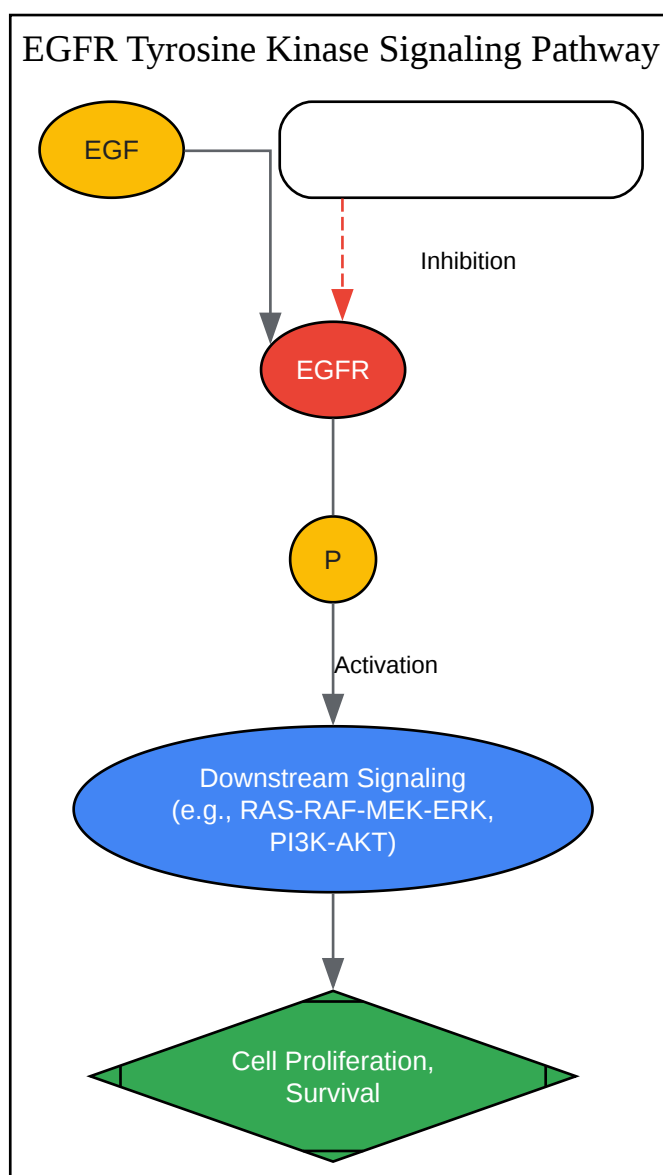 EGFR Tyrosine Kinase Signaling Pathway
EGF
Inhibition
EGFR
P
Activation
Downstream Signaling
(e.g., RAS-RAF-MEK-ERK,
PI3K-AKT)
Cell Proliferation,
Survival